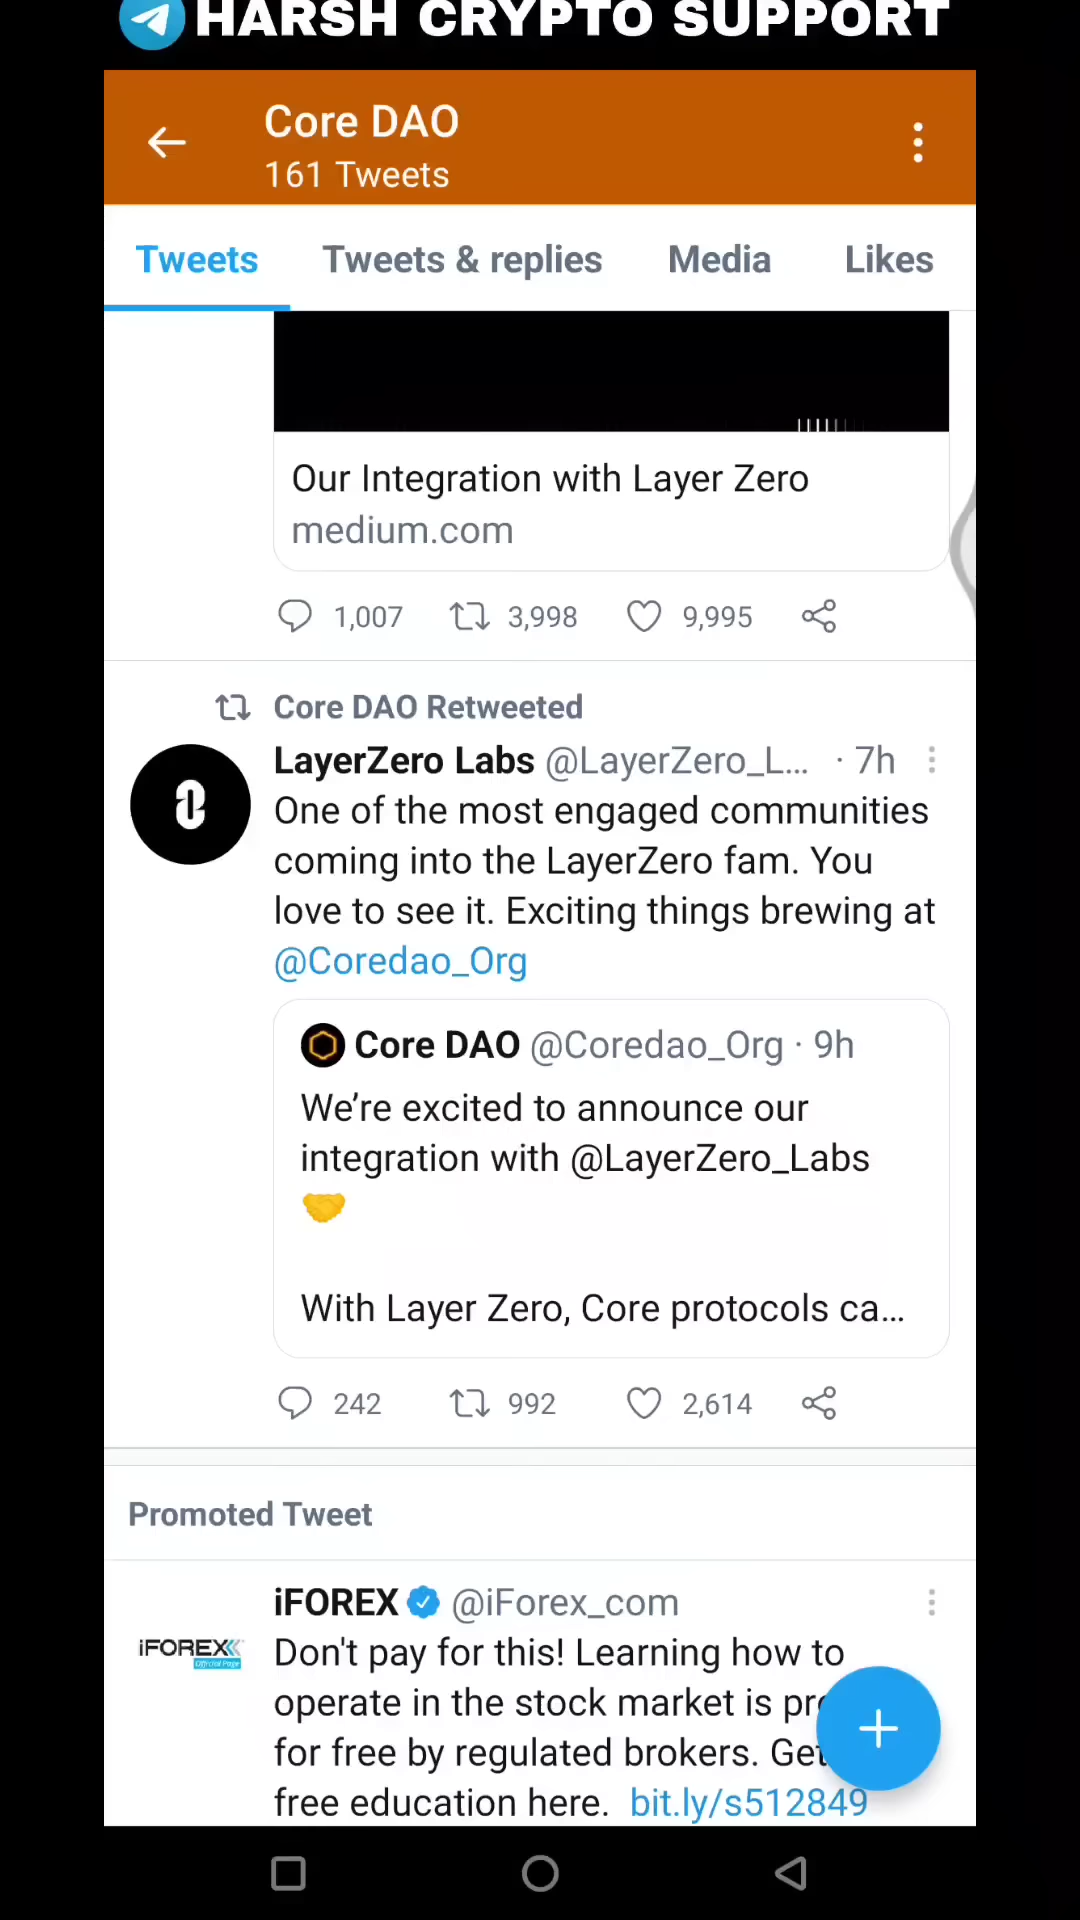 HARSH CRYPTO SUPPORT
Core DAO
161 Tweets
Tweets Tweets & replies Media Likes
Our Integration with Layer Zero
medium.com
1,007 3,998 9,995
Core DAO Retweeted
LayerZero Labs @LayerZero_L... · 7h
One of the most engaged communities
coming into the LayerZero fam. You
love to see it. Exciting things brewing at
@Coredao_Org
Core DAO @Coredao_Org · 9h
We’re excited to announce our
integration with @LayerZero_Labs
🤝
With Layer Zero, Core protocols ca...
242 992 2,614
Promoted Tweet
iFOREX @iForex_com
iFOREX
Official Page
Don't pay for this! Learning how to
operate in the stock market is
for free by regulated brokers. Get
free education here. bit.ly/s512849